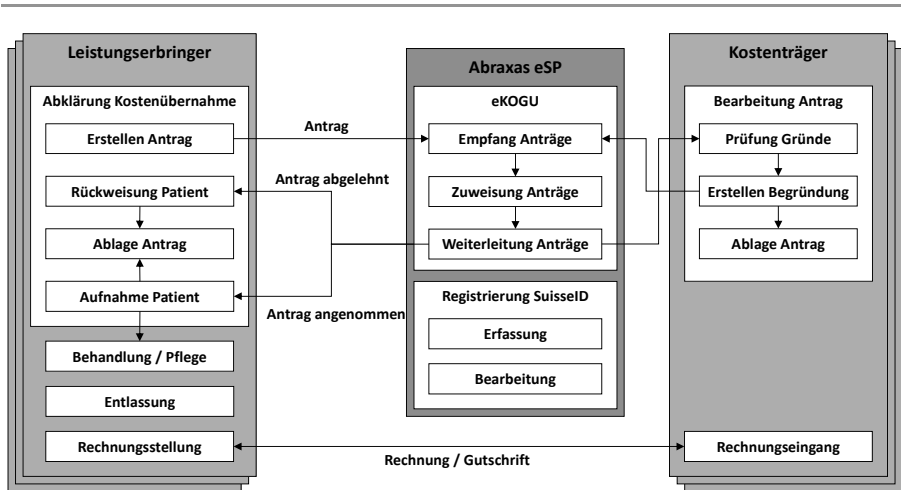 Leistungserbringer
Abklärung Kostenübernahme
Erstellen Antrag
Rückweisung Patient
Ablage Antrag
Aufnahme Patient
Behandlung / Pflege
Entlassung
Rechnungsstellung
Antrag
Antrag abgelehnt
Antrag angenommen
Rechnung / Gutschrift
Abraxas eSP
eKOGU
Empfang Anträge
Zuweisung Anträge
Weiterleitung Anträge
Registrierung SuisseID
Erfassung
Bearbeitung
Kostenträger
Bearbeitung Antrag
Prüfung Gründe
Erstellen Begründung
Ablage Antrag
Rechnungseingang